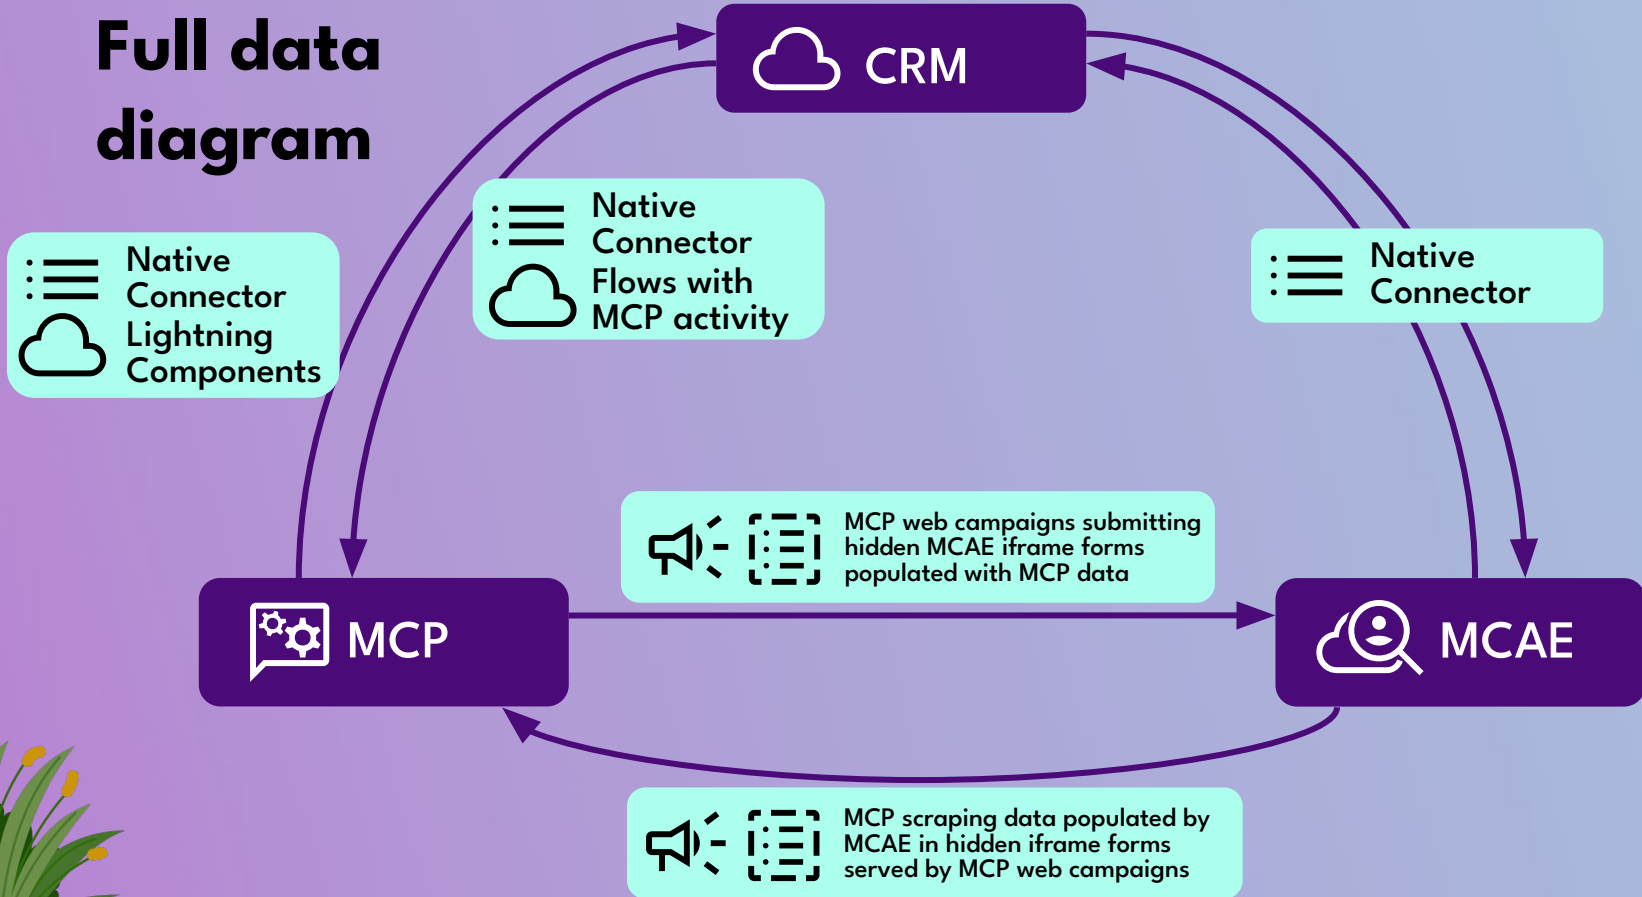 Full data
diagram
CRM
Native
Connector
Flows with
MCP activity
Native
Connector
Lightning
Components
Native
Connector
MCP web campaigns submitting
hidden MCAE iframe forms
populated with MCP data
MCP
MCAE
MCP scraping data populated by
MCAE in hidden iframe forms
served by MCP web campaigns